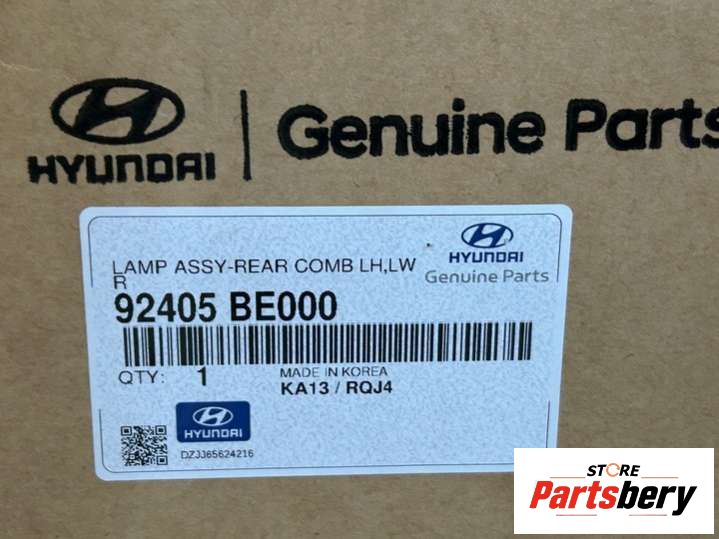 HYUNDAI
Genuine Parts
HYUNDAI
Genuine Parts
LAMP ASSY-REAR COMB LH,LW
R
92405 BE000
QTY: 1
MADE IN KOREA
KA13 / RQJ4
HYUNDAI
DZJJ65624216
STORE
Partsbery